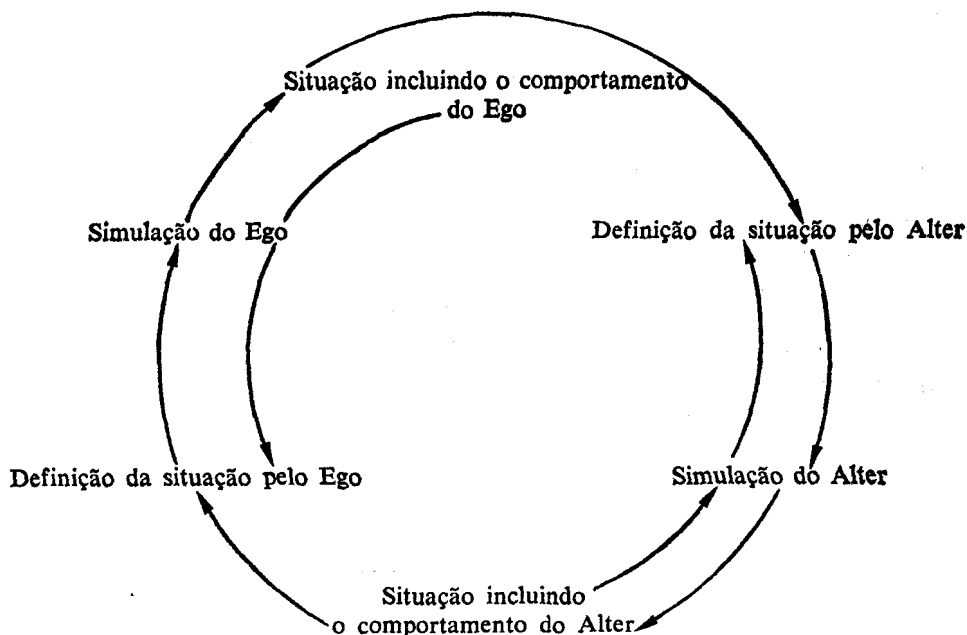 Situação incluindo o comportamento
do Ego
Simulação do Ego
Definição da situação pelo Alter
Definição da situação pelo Ego
Simulação do Alter
Situação incluindo
o comportamento do Alter